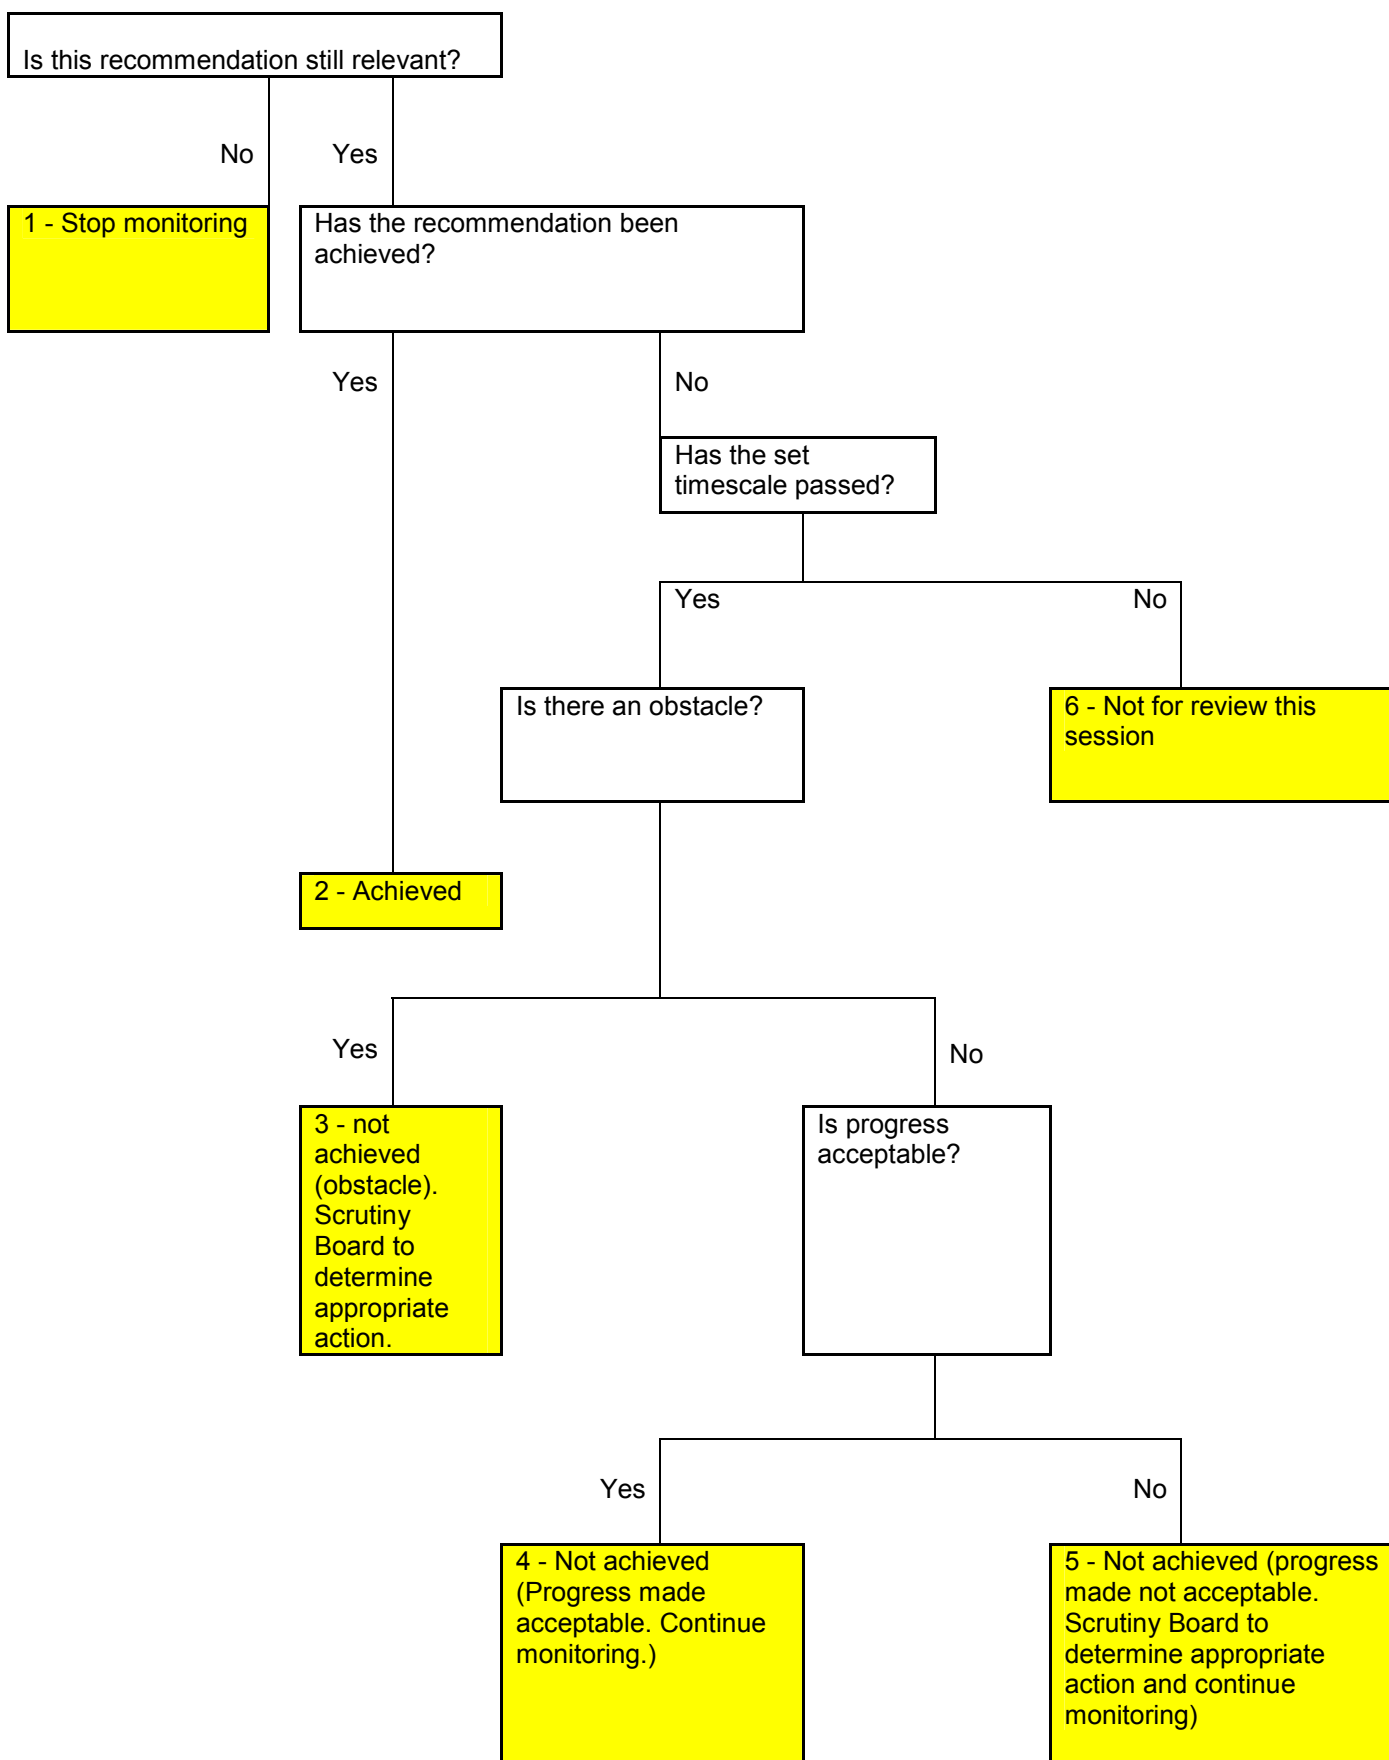 Is this recommendation still relevant?
No
Yes
1 - Stop monitoring
Has the recommendation been
achieved?
Yes
No
Has the set
timescale passed?
Yes
No
Is there an obstacle?
6 - Not for review this
session
2 - Achieved
Yes
No
3 - not
achieved
(obstacle).
Scrutiny
Board to
determine
appropriate
action.
Is progress
acceptable?
Yes
No
4 - Not achieved
(Progress made
acceptable. Continue
monitoring.)
5 - Not achieved (progress
made not acceptable.
Scrutiny Board to
determine appropriate
action and continue
monitoring)